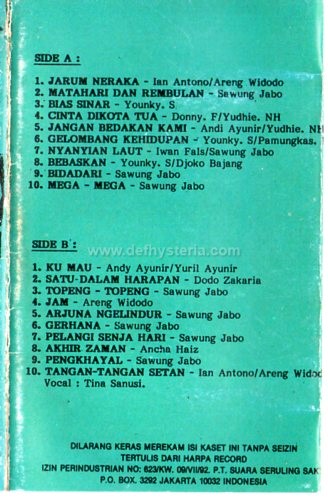 SIDE A :
1. JARUM NERAKA - Ian Antono/Areng Widodo
2. MATAHARI DAN REMBULAN - Sawung Jabo
3. BIAS SINAR - Younky. S
4. CINTA DIKOTA TUA - Donny. F/Yudhie. NH
5. JANGAN BEDAKAN KAMI - Andi Ayunir/Yudhie. NH
6. GELOMBANG KEHIDUPAN - Younky. S/Pamungkas.
7. NYANYIAN LAUT - Iwan Fals/Sawung Jabo
8. BEBASKAN - Younky. S/Djoko Bajang
9. BIDADARI - Sawung Jabo
10. MEGA - MEGA - Sawung Jabo
SIDE B :
www.defhysteria.com
1. KU MAU - Andy Ayunir/Yuril Ayunir
2. SATU-DALAM HARAPAN - Dodo Zakaria
3. TOPENG - TOPENG - Sawung Jabo
4. JAM - Areng Widodo
5. ARJUNA NGELINDUR - Sawung Jabo
6. GERHANA - Sawung Jabo
7. PELANGI SENJA HARI - Sawung Jabo
8. AKHIR ZAMAN - Ancha Haiz
9. PENGKHAYAL - Sawung Jabo
10. TANGAN-TANGAN SETAN - Ian Antono/Areng Widod
Vocal : Tina Sanusi.
DILARANG KERAS MEREKAM ISI KASET INI TANPA SEIZIN
TERTULIS DARI HARPA RECORD
IZIN PERINDUSTRIAN NO: 623/KW. 09/VII/92. P.T. SUARA SERULING SAK
P.O. BOX. 3292 JAKARTA 10032 INDONESIA